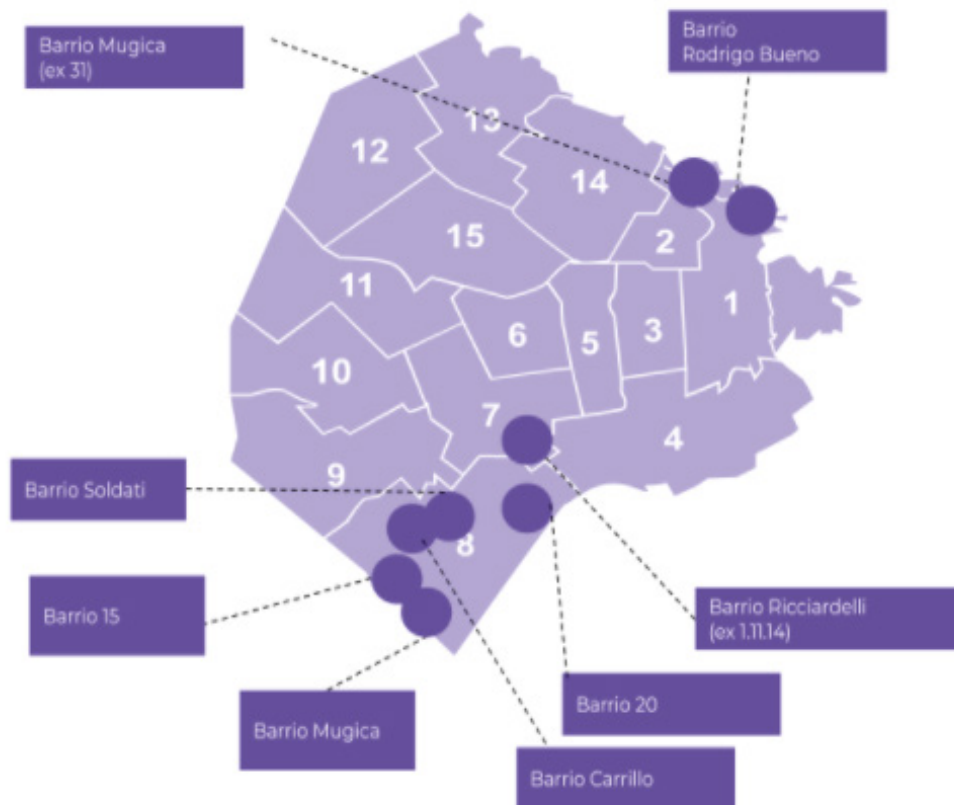 Barrio Mugica
(ex 31)
Barrio
Rodrigo Bueno
13
12
14
15
2
11
1
6
5
3
10
7
4
9
Barrio Soldati
8
Barrio 15
Barrio Ricciardelli
(ex 1.11.14)
Barrio Mugica
Barrio 20
Barrio Carrillo